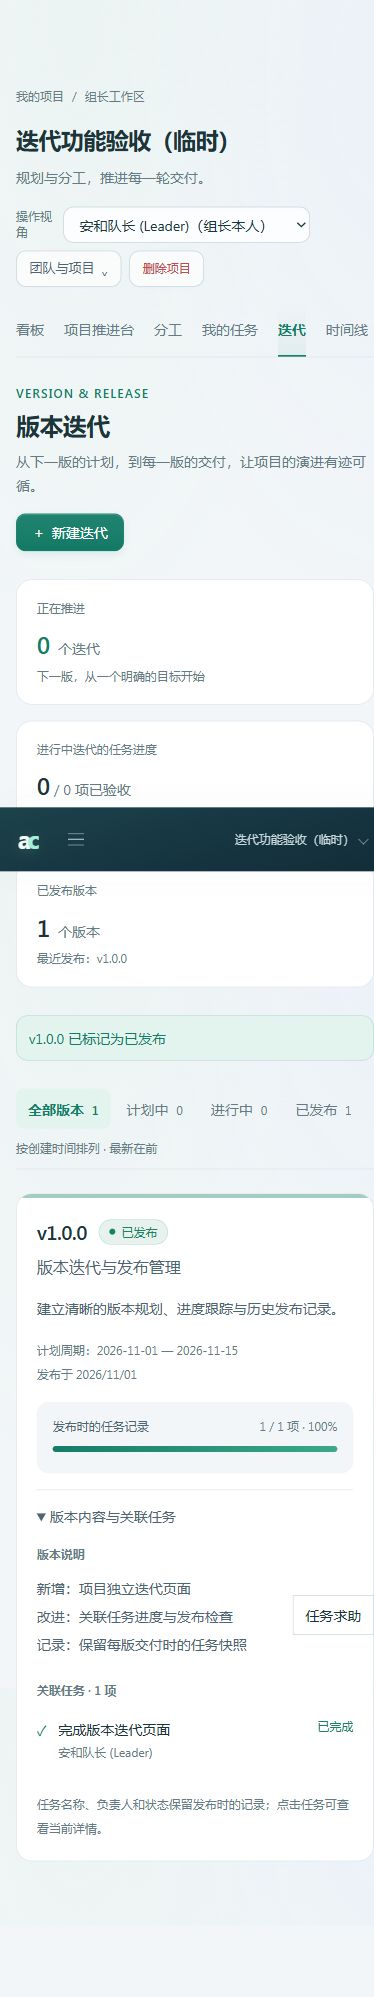 我的项目 / 组长工作区
迭代功能验收（临时）
规划与分工，推进每一轮交付。
操作视角
安和队长 (Leader)（组长本人）
团队与项目
删除项目
看板 项目推进台 分工 我的任务 迭代 时间线
VERSION & RELEASE
版本迭代
从下一版的计划，到每一版的交付，让项目的演进有迹可
循。
+ 新建迭代
正在推进
0 个迭代
下一版，从一个明确的目标开始
进行中迭代的任务进度
0 / 0 项已验收
ac
迭代功能验收（临时）
已发布版本
1 个版本
最近发布：v1.0.0
v1.0.0 已标记为已发布
全部版本 1 计划中 0 进行中 0 已发布 1
按创建时间排列 · 最新在前
v1.0.0 已发布
版本迭代与发布管理
建立清晰的版本规划、进度跟踪与历史发布记录。
计划周期：2026-11-01 — 2026-11-15
发布于 2026/11/01
发布时的任务记录 1 / 1 项 · 100%
▼ 版本内容与关联任务
版本说明
新增：项目独立迭代页面
改进：关联任务进度与发布检查
任务求助
记录：保留每版交付时的任务快照
关联任务 · 1 项
✓ 完成版本迭代页面 已完成
安和队长 (Leader)
任务名称、负责人和状态保留发布时的记录；点击任务可查
看当前详情。